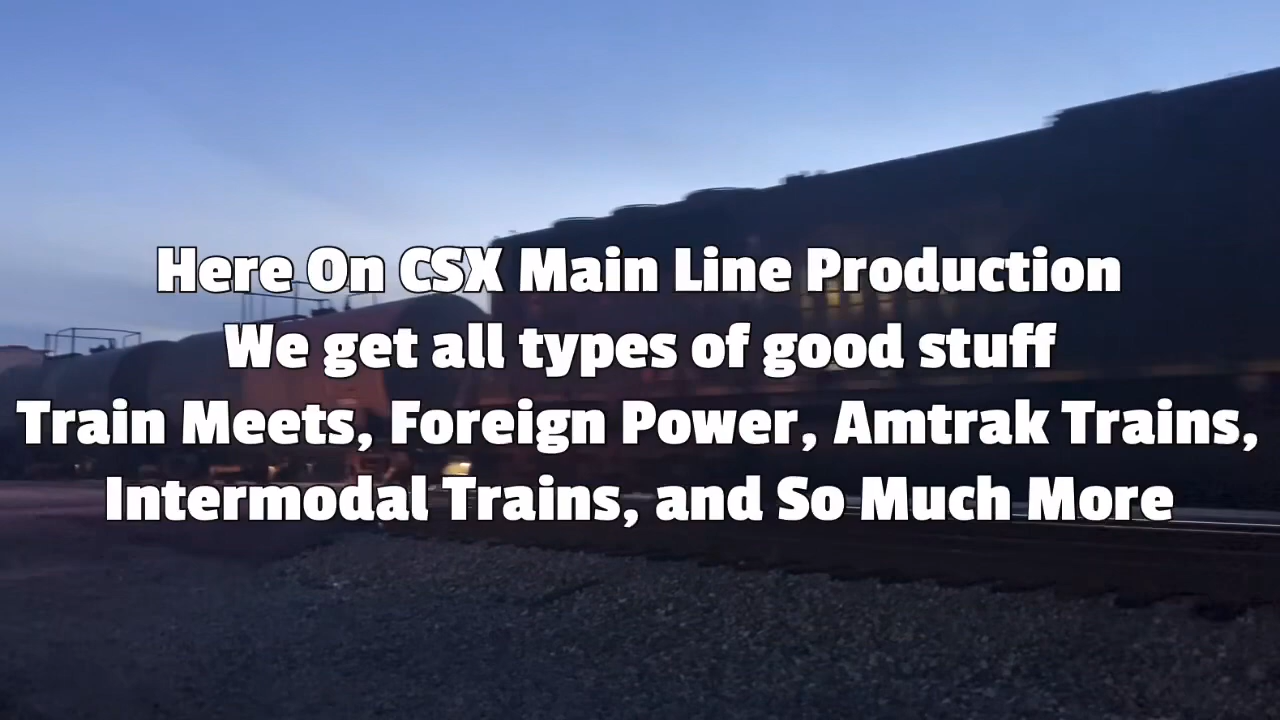 Here On CSX Main Line Production
We get all types of good stuff
Train Meets, Foreign Power, Amtrak Trains,
Intermodal Trains, and So Much More